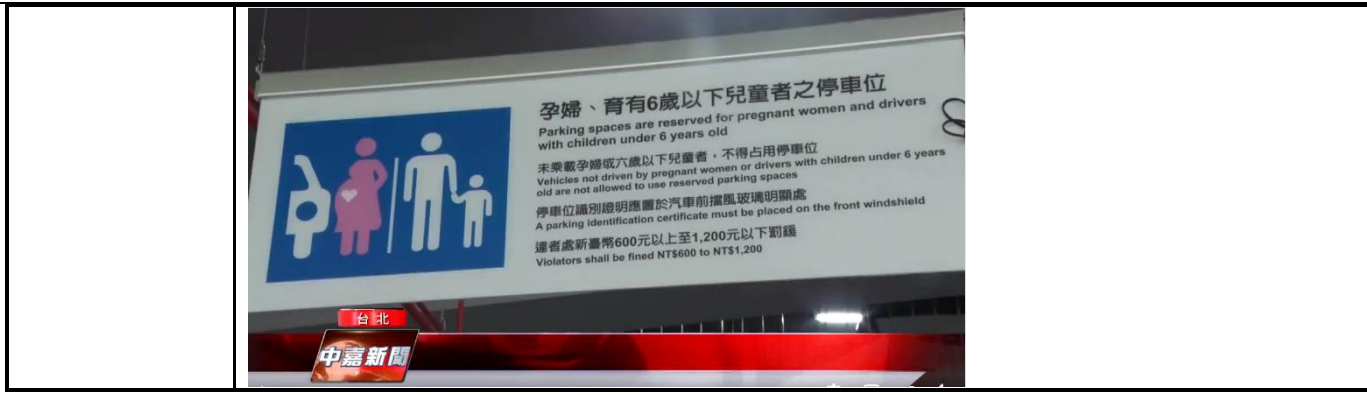 孕婦、育有6歲以下兒童者之停車位
Parking spaces are reserved for pregnant women and drivers
with children under 6 years old
未乘載孕婦或六歲以下兒童者，不得占用停車位
Vehicles not driven by pregnant women or drivers with children under 6 years
old are not allowed to use reserved parking spaces
停車位識別證明應置於汽車前擋風玻璃明顯處
A parking identification certificate must be placed on the front windshield
違者處新臺幣600元以上至1,200元以下罰鍰
Violators shall be fined NT$600 to NT$1,200
台北
中嘉新聞